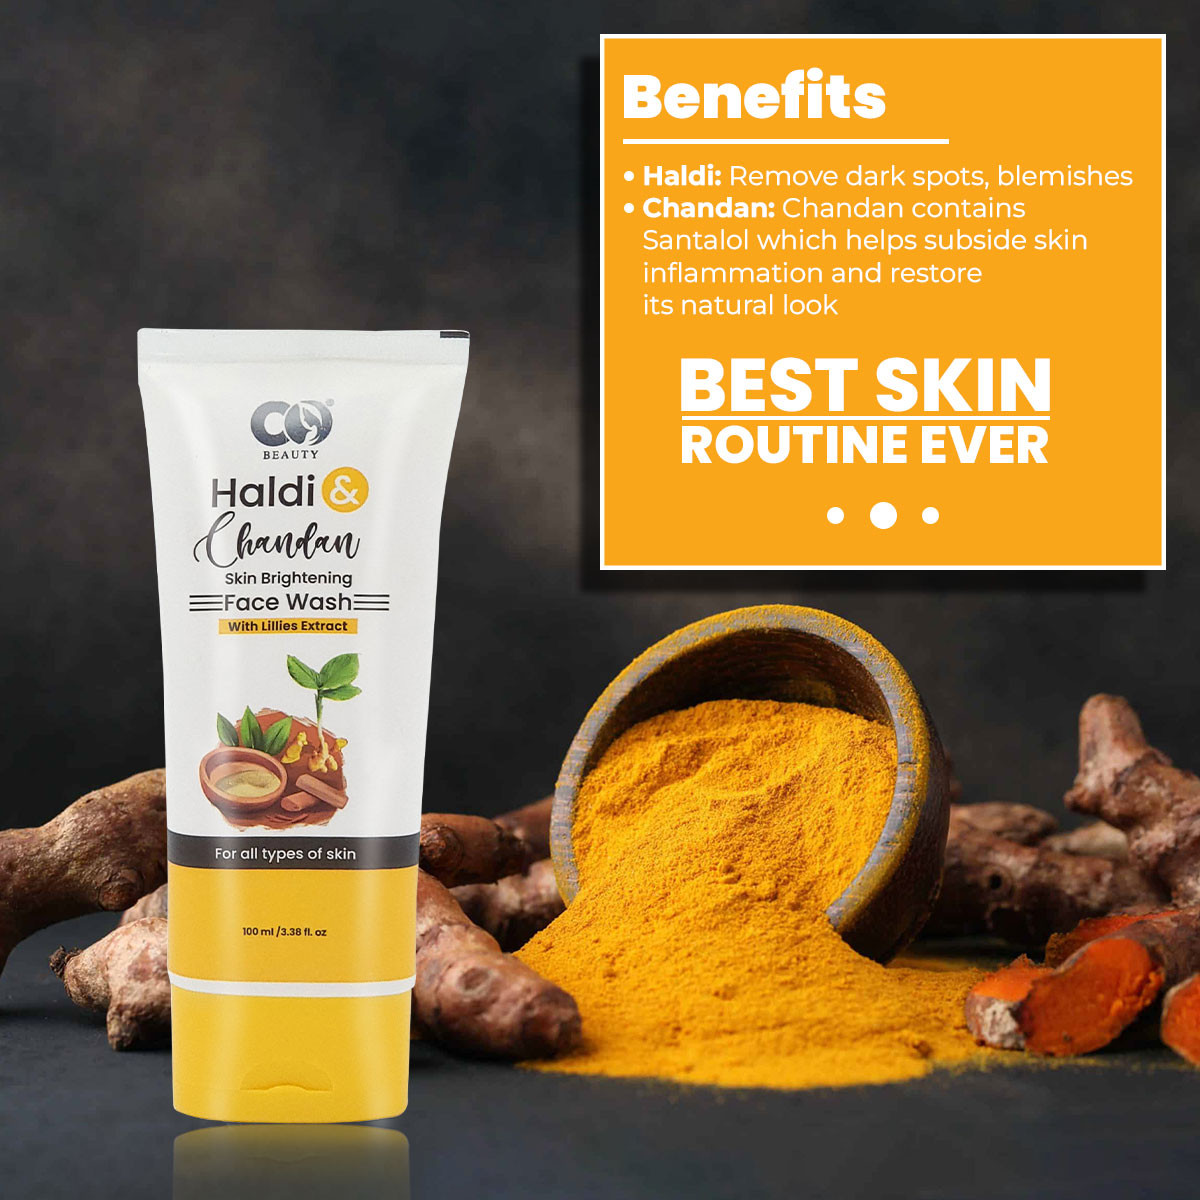 Benefits
• Haldi: Remove dark spots, blemishes
• Chandan: Chandan contains
Santalol which helps subside skin
inflammation and restore
its natural look
BEST SKIN
ROUTINE EVER
CO®
BEAUTY
Haldi &
Chandan
Skin Brightening
Face Wash
With Lillies Extract
For all types of skin
100 ml /3.38 fl. oz